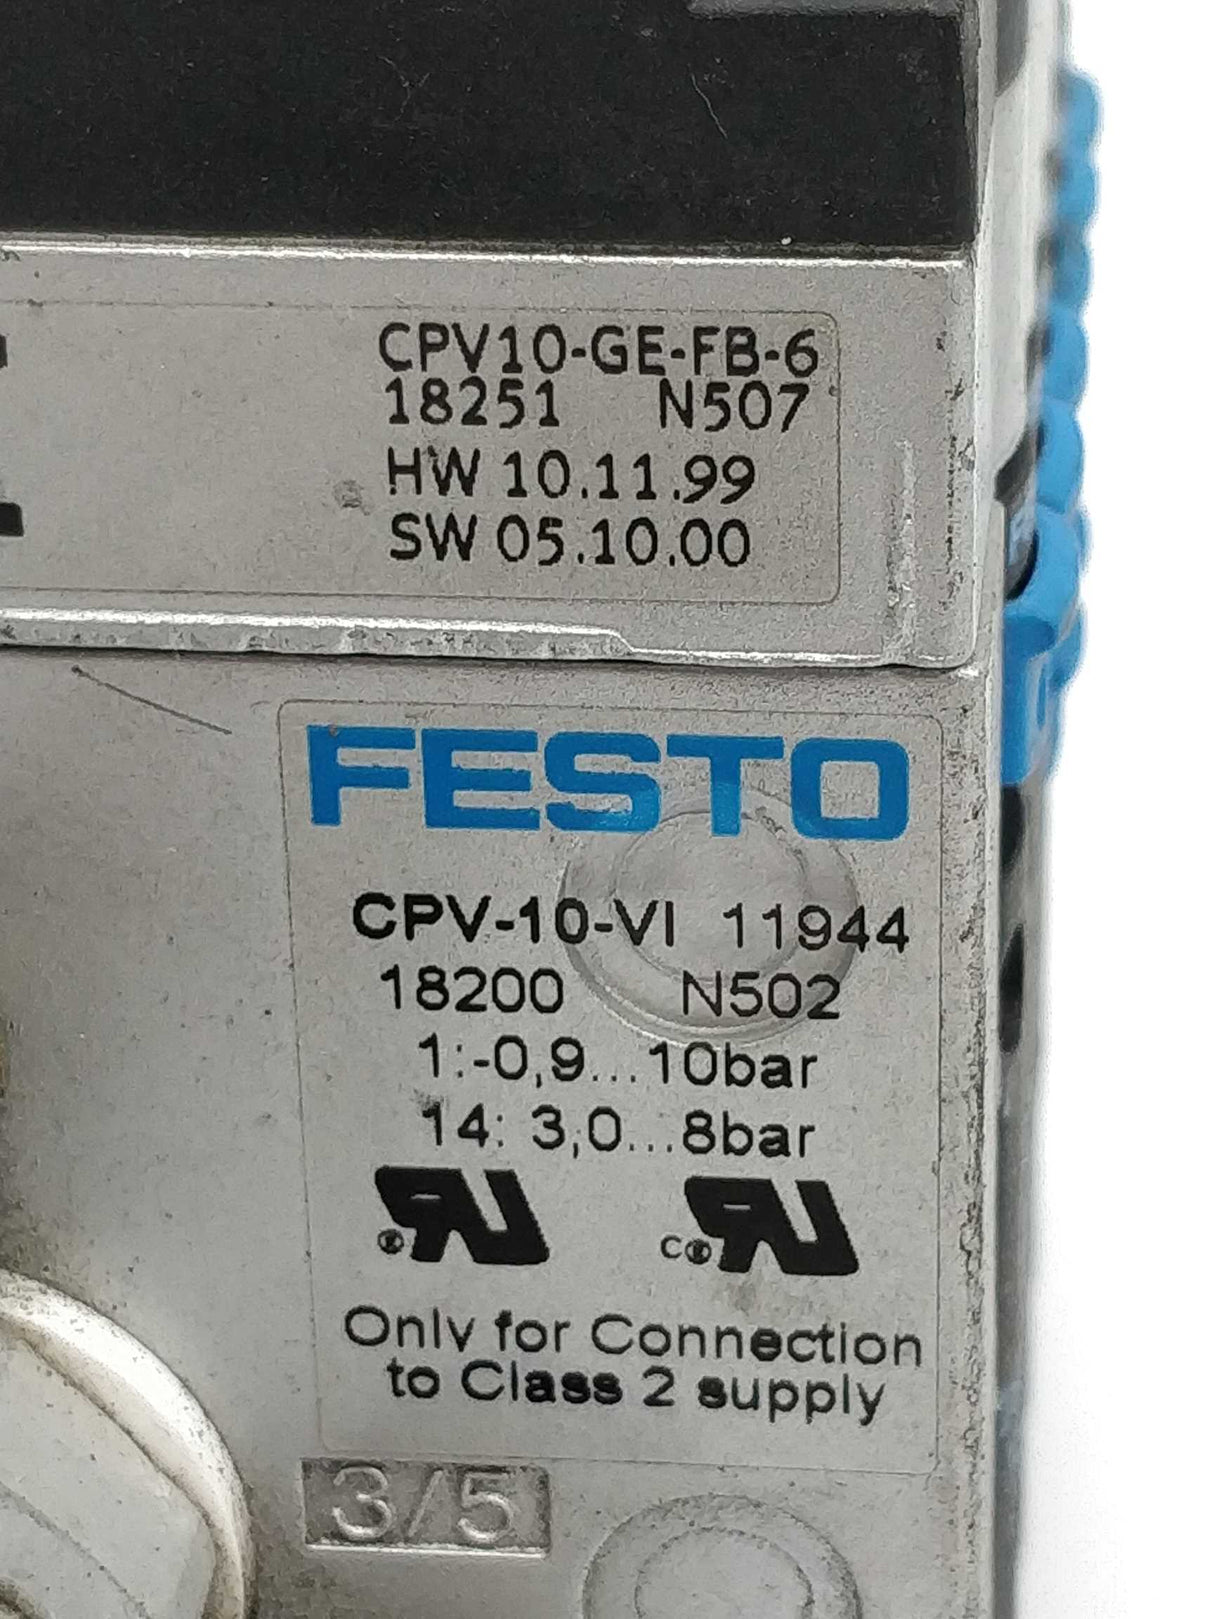 CPV10-GE-FB-6
18251 N507
HW 10.11.99
SW 05.10.00
FESTO
CPV-10-VI 11944
18200 N502
1:-0,9...10bar
14: 3,0...8bar
Only for Connection
to Class 2 supply
3/5